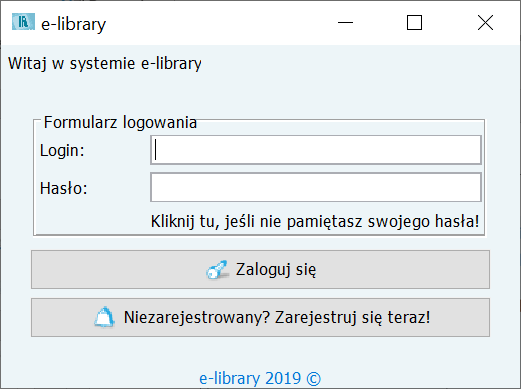 e-library
Witaj w systemie e-library
Formularz logowania
Login:
Hasło:
Kliknij tu, jeśli nie pamiętasz swojego hasła!
Zaloguj się
Niezarejestrowany? Zarejestruj się teraz!
e-library 2019 ©